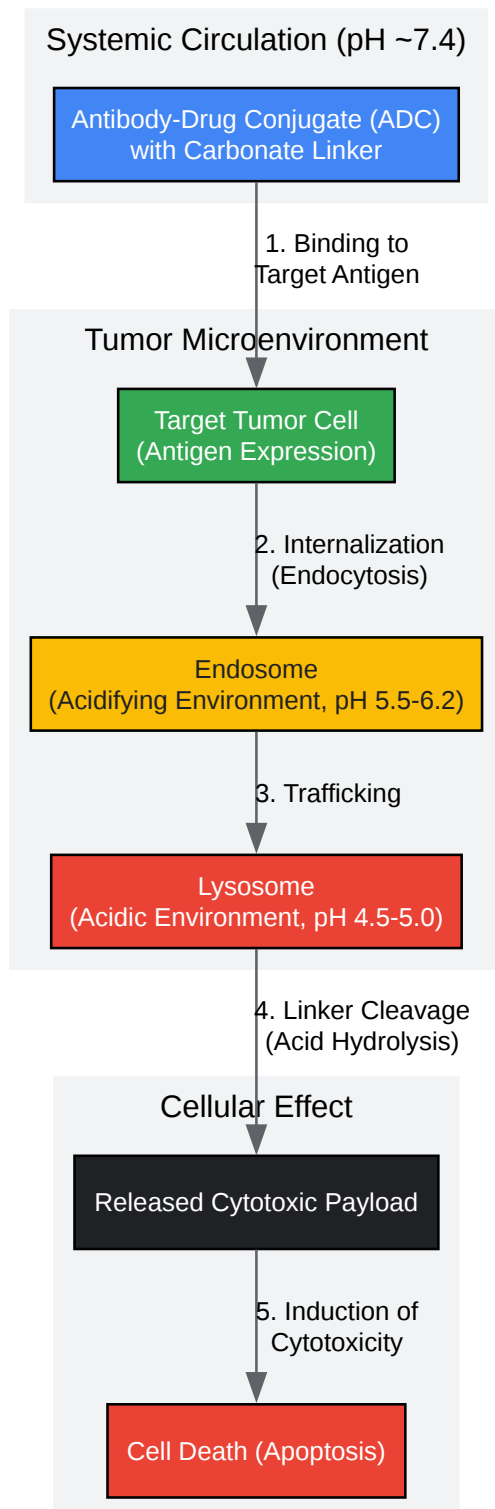 Systemic Circulation (pH ~7.4)
Antibody-Drug Conjugate (ADC)
with Carbonate Linker
1. Binding to
Target Antigen
Tumor Microenvironment
Target Tumor Cell
(Antigen Expression)
2. Internalization
(Endocytosis)
Endosome
(Acidifying Environment, pH 5.5-6.2)
3. Trafficking
Lysosome
(Acidic Environment, pH 4.5-5.0)
4. Linker Cleavage
(Acid Hydrolysis)
Cellular Effect
Released Cytotoxic Payload
5. Induction of
Cytotoxicity
Cell Death (Apoptosis)